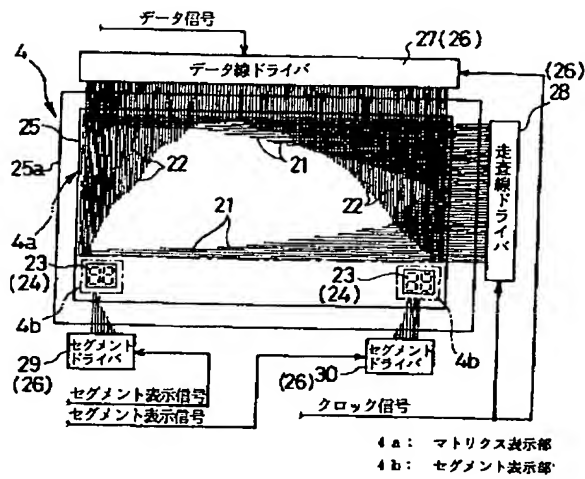 データ信号
27(26)
データ線ドライバ
4
(26)
28
25
25a
22
21
走査線ドライバ
22
4a
21
23
(24)
4b
23
(24)
4b
セグメントドライバ
29
(26)
セグメントドライバ
(26)
30
セグメント表示信号
セグメント表示信号
クロック信号
4a： マトリクス表示部
4b： セグメント表示部